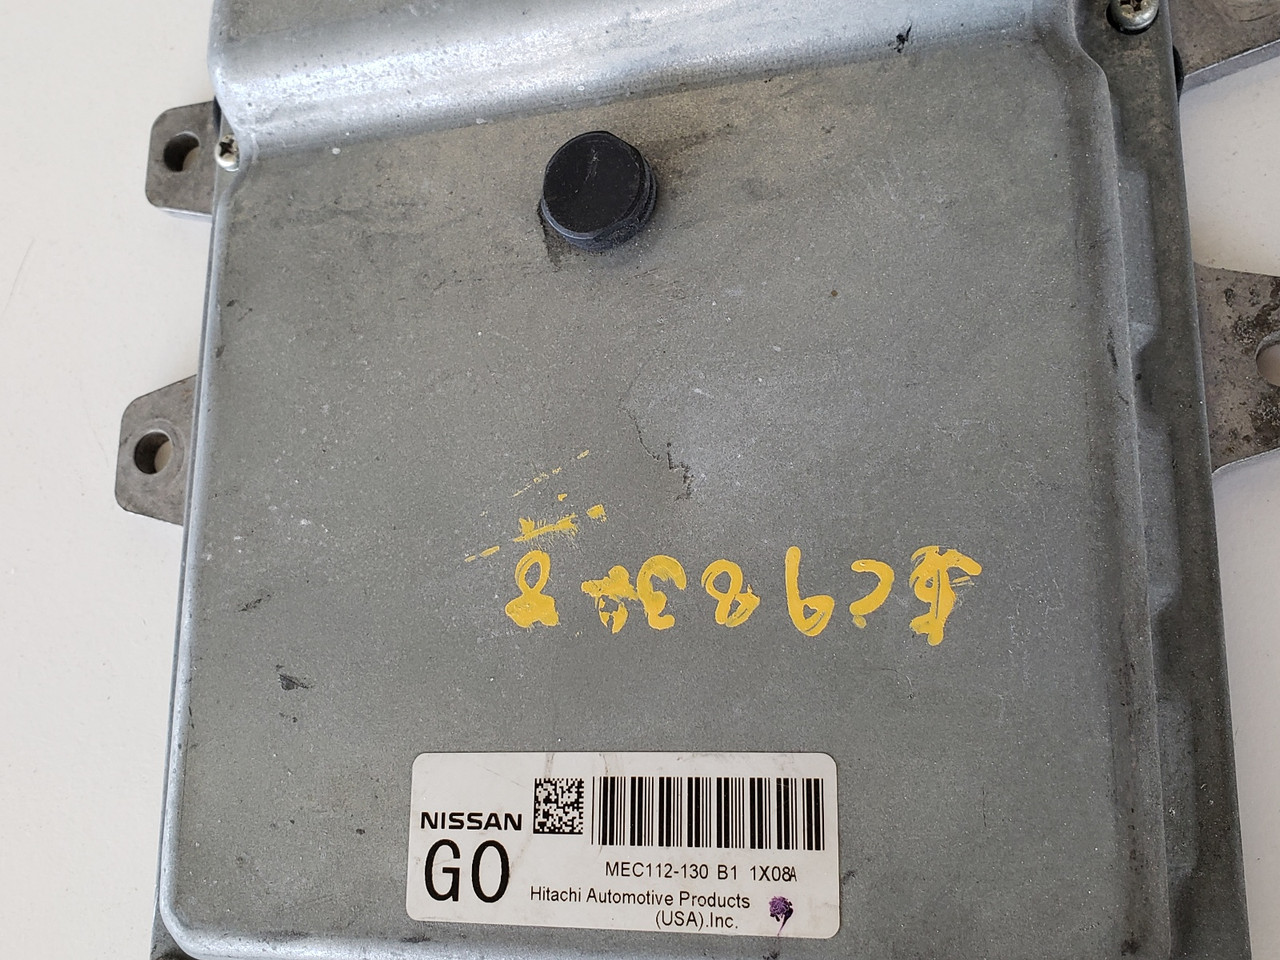 NISSAN
GO
MEC112-130 B1 1X08A
Hitachi Automotive Products
(USA).Inc.